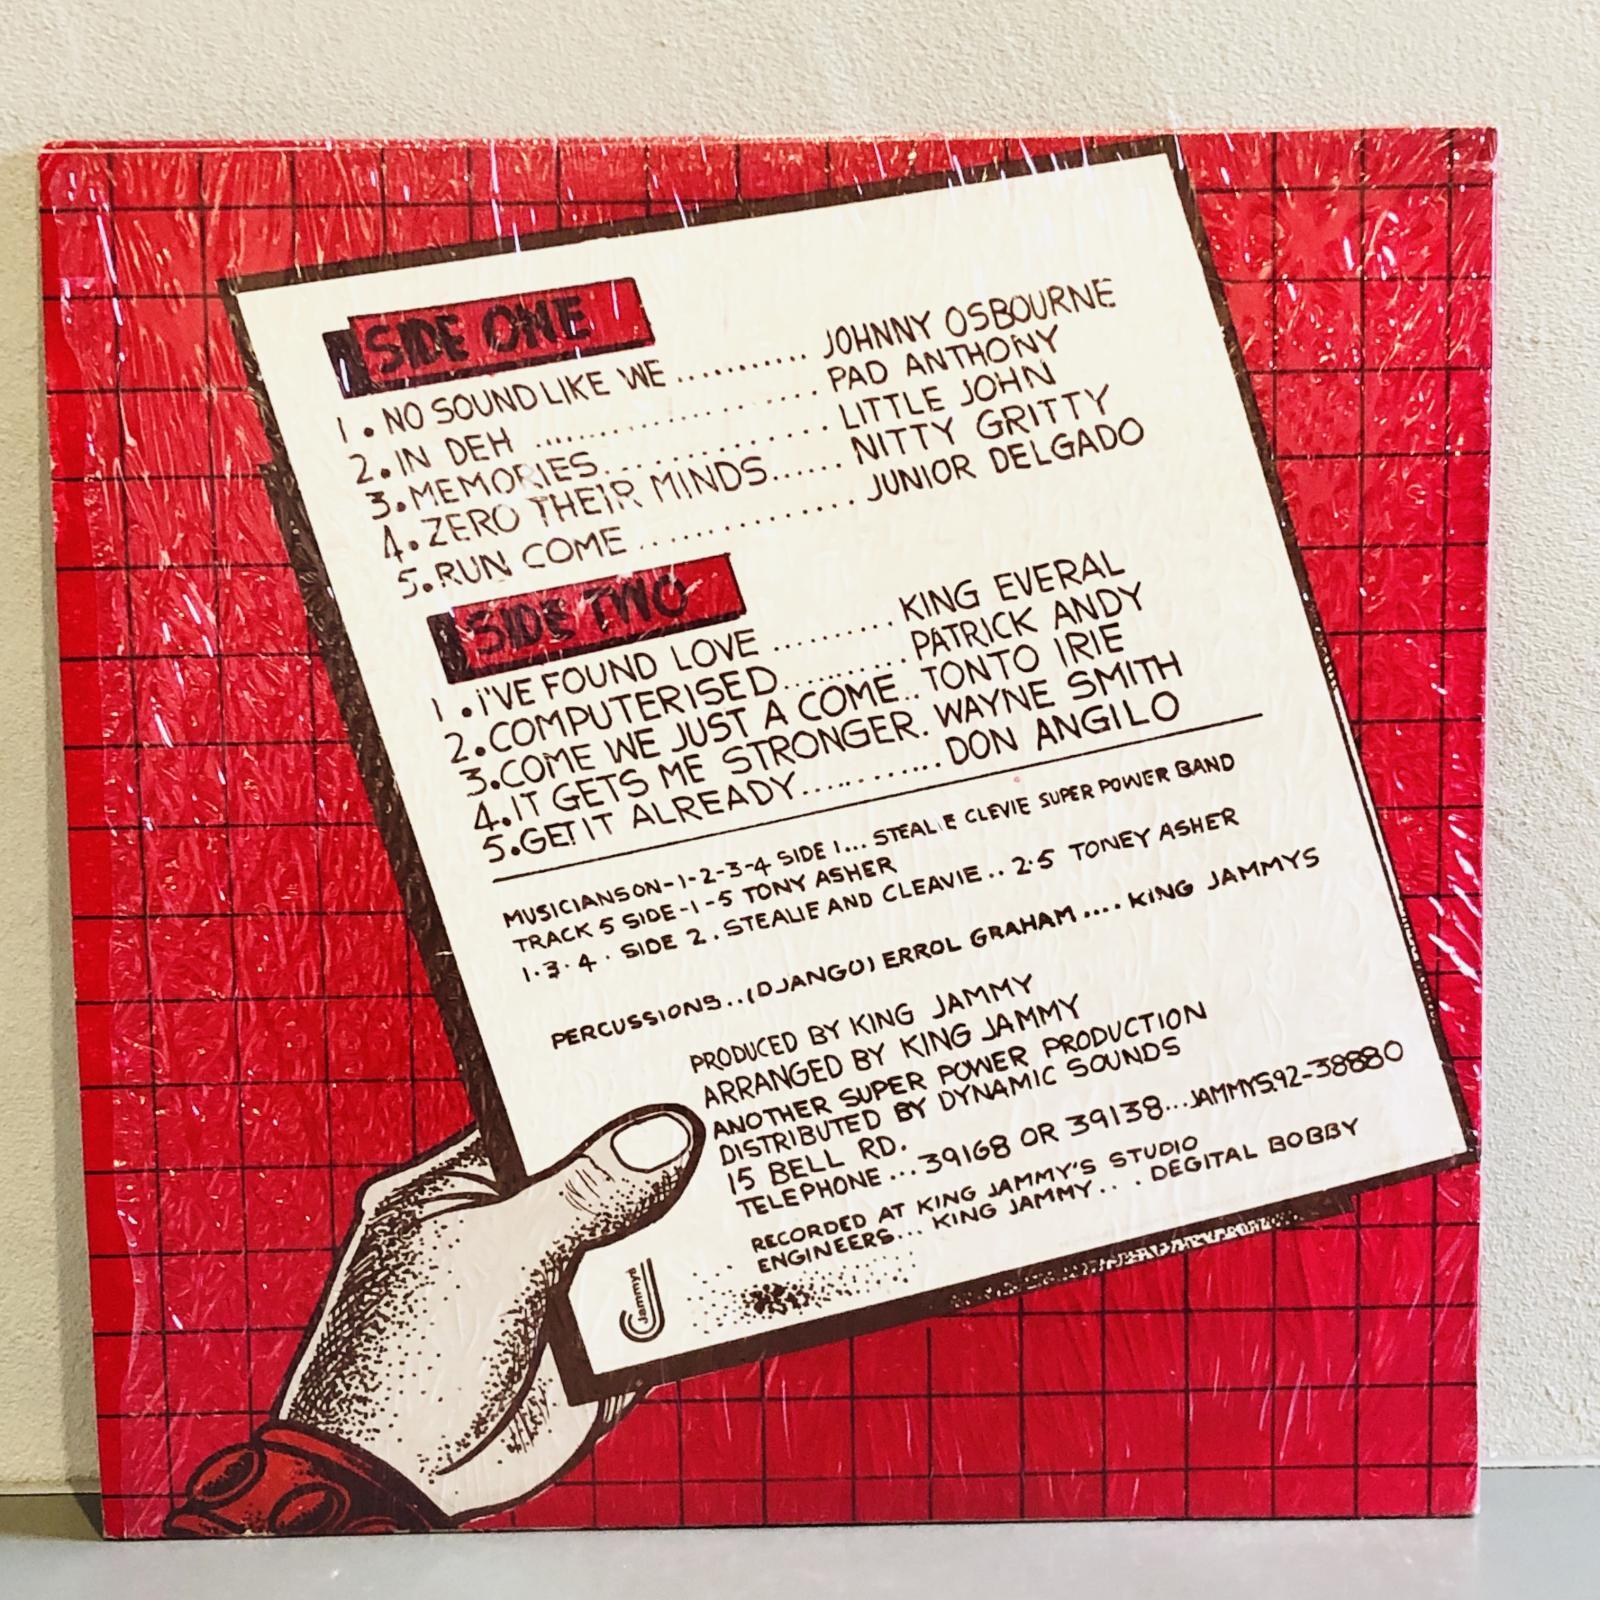 SIDE ONE
1. NO SOUND LIKE WE .......... JOHNNY OSBOURNE
2. IN DEH .................... PAD ANTHONY
3. MEMORIES.............. LITTLE JOHN
4. ZERO THEIR MINDS...... NITTY GRITTY
5. RUN COME .............. JUNIOR DELGADO
SIDE TWO
1. I'VE FOUND LOVE .......... KING EVERAL
2. COMPUTERISED.......... PATRICK ANDY
3. COME WE JUST A COME .. TONTO IRIE
4. IT GETS ME STRONGER. WAYNE SMITH
5. GET IT ALREADY............ DON ANGILO
MUSICIANS ON-1-2-3-4 SIDE 1... STEALIE CLEVIE SUPER POWER BAND
TRACK 5 SIDE-1-5 TONY ASHER
1.3.4. SIDE 2. STEALIE AND CLEAVIE.. 2.5 TONEY ASHER
PERCUSSIONS..(DJANGO) ERROL GRAHAM .... KING JAMMYS
PRODUCED BY KING JAMMY
ARRANGED BY KING JAMMY
ANOTHER SUPER POWER PRODUCTION
DISTRIBUTED BY DYNAMIC SOUNDS
15 BELL RD.
TELEPHONE...39168 OR 39138...JAMMYS.92-38880
RECORDED AT KING JAMMY'S STUDIO
ENGINEERS... KING JAMMY... . DEGITAL BOBBY
Jammys